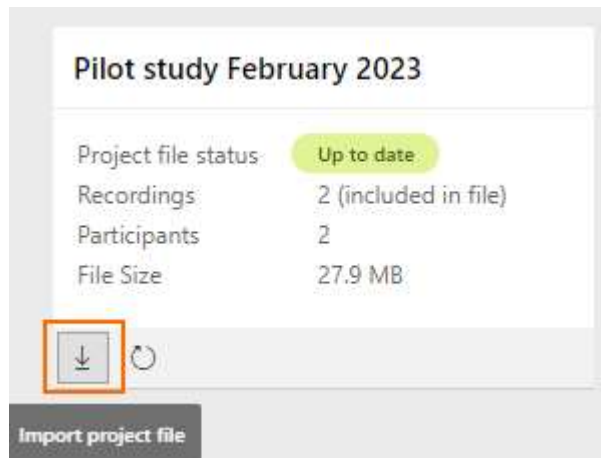 Pilot study February 2023
Project file status Up to date
Recordings 2 (included in file)
Participants 2
File Size 27.9 MB
Import project file